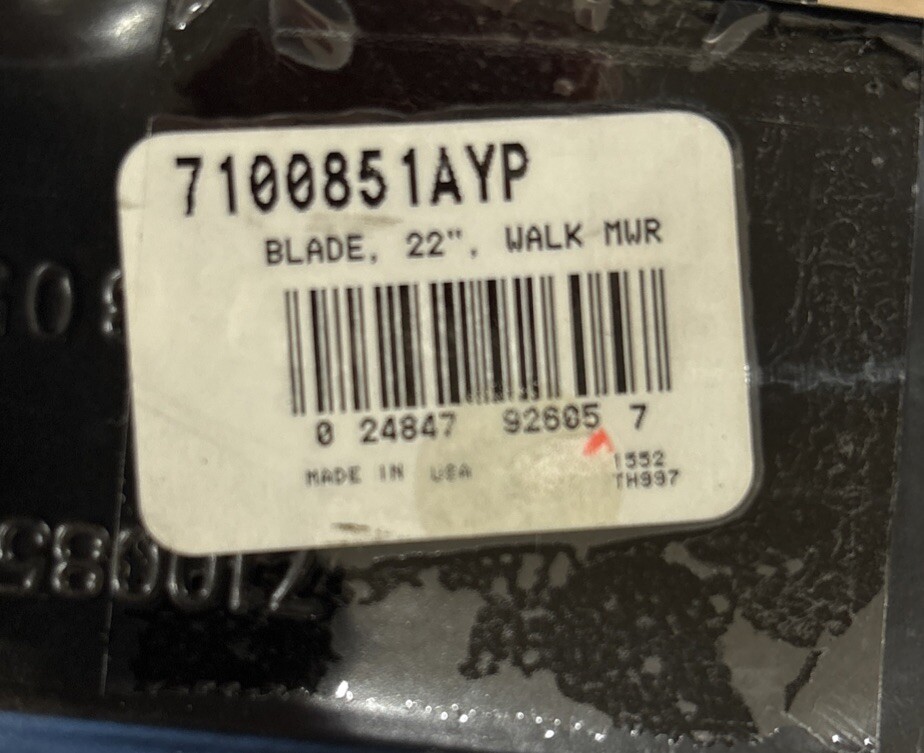 7100851AYP
BLADE, 22", WALK MWR
0 24847 92605 7
MADE IN USA
1552
TH997